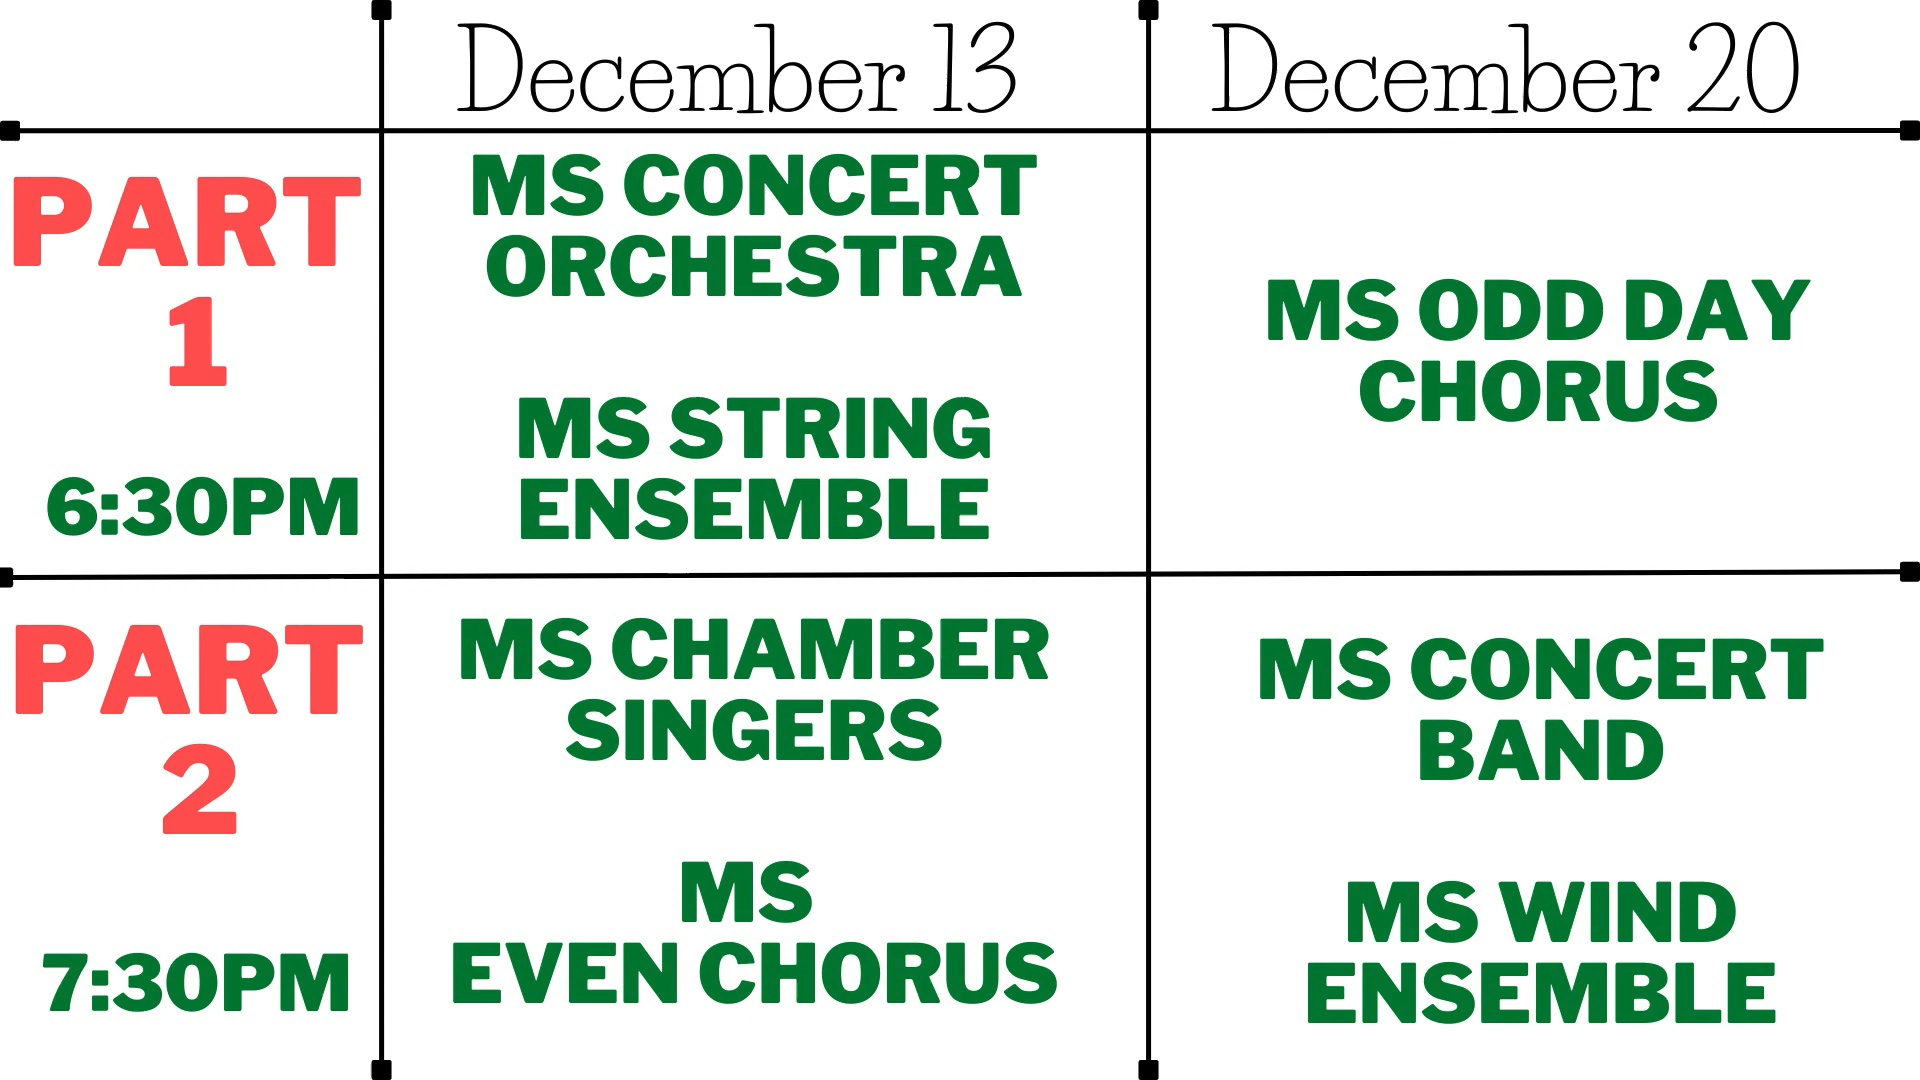 December 13
December 20
PART
1
6:30PM
MS CONCERT
ORCHESTRA
MS STRING
ENSEMBLE
MS ODD DAY
CHORUS
PART
2
7:30PM
MS CHAMBER
SINGERS
MS
EVEN CHORUS
MS CONCERT
BAND
MS WIND
ENSEMBLE